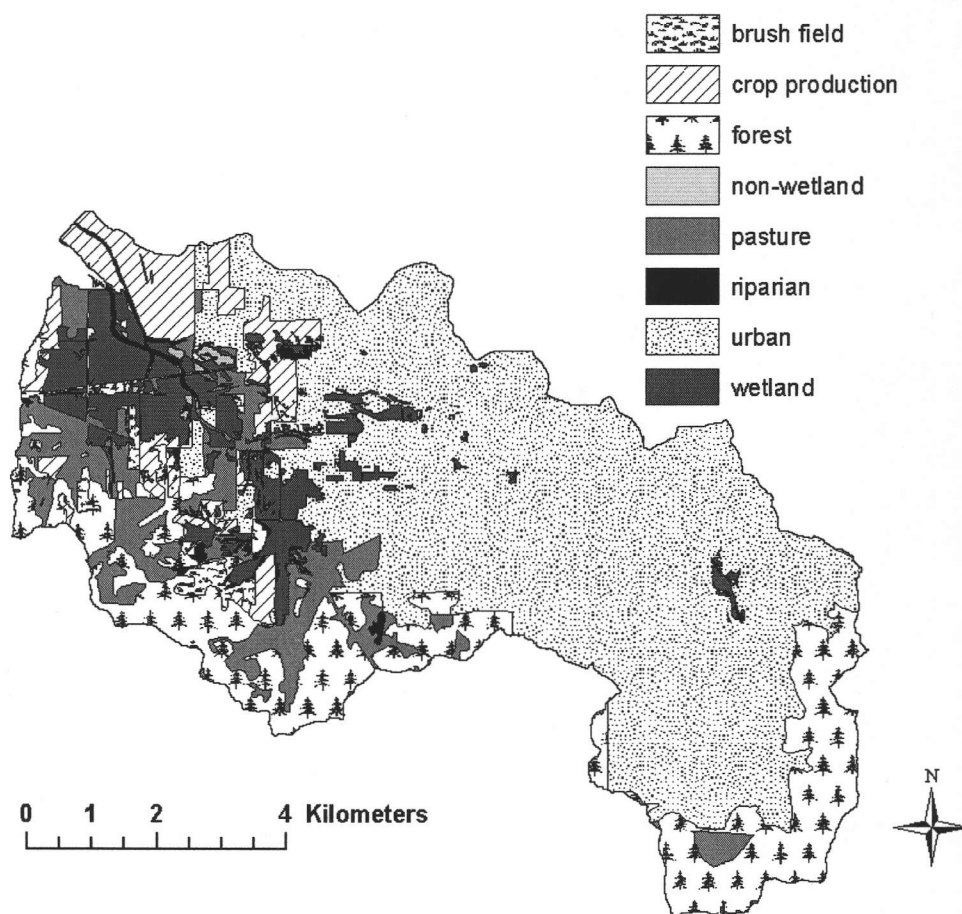 brush field
crop production
forest
non-wetland
pasture
riparian
urban
wetland
0 1 2 4 Kilometers
N